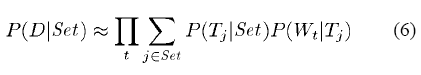 P(D|Set) ≈ ∏_t ∑_{j∈Set} P(T_j|Set)P(W_t|T_j) (6)